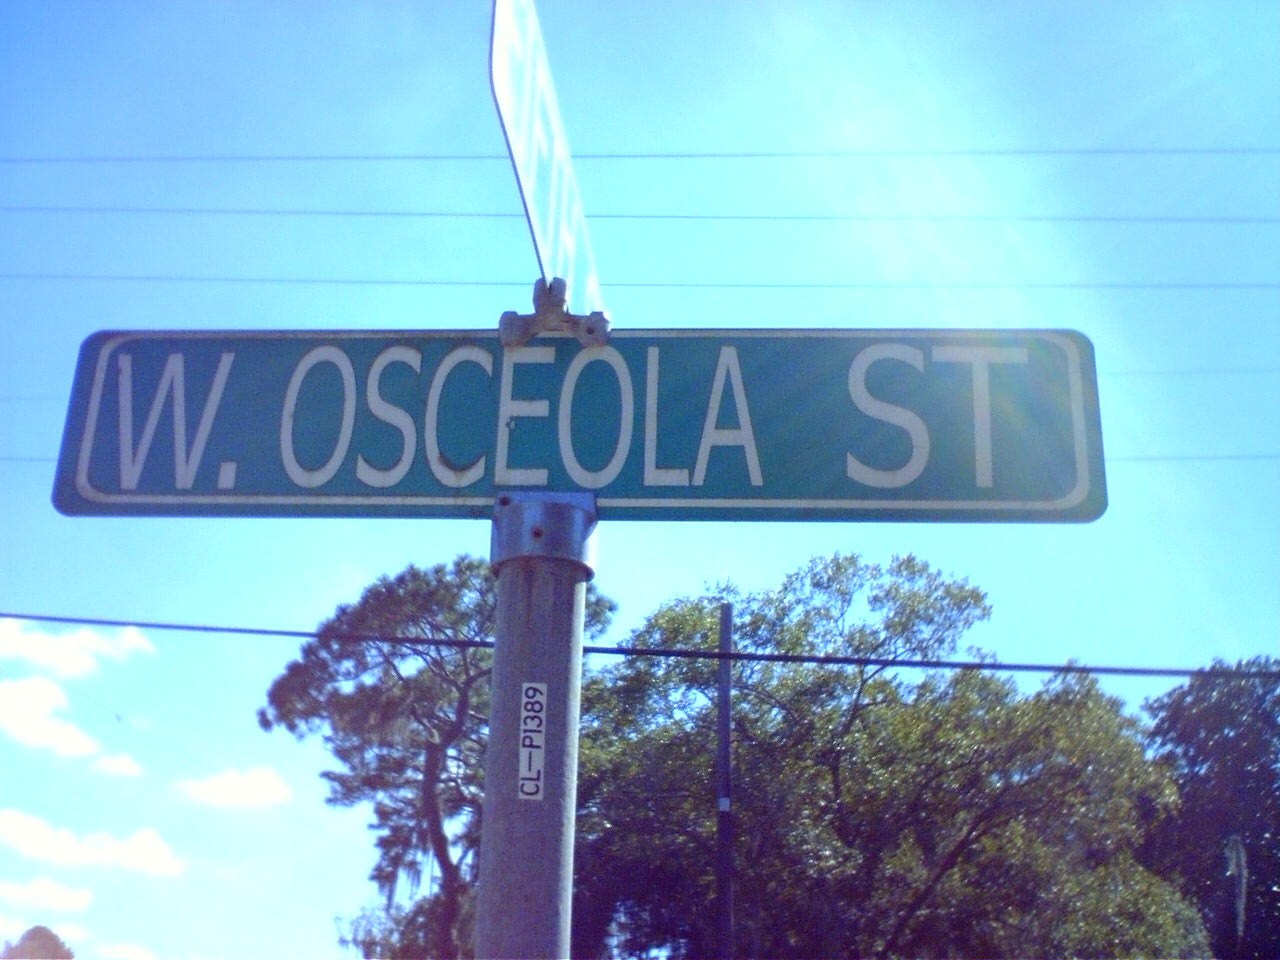 W. OSCEOLA ST
CL-P1389